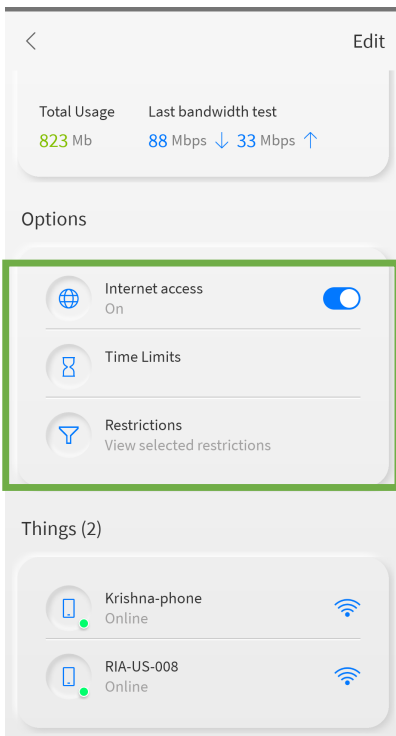 Edit
Total Usage Last bandwidth test
823 Mb 88 Mbps ↓ 33 Mbps ↑
Options
Internet access
On
Time Limits
Restrictions
View selected restrictions
Things (2)
Krishna-phone
Online
RIA-US-008
Online